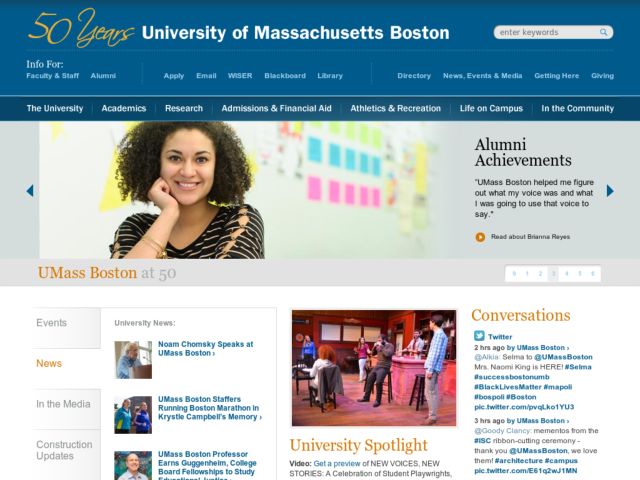 50 Years University of Massachusetts Boston
enter keywords
Info For:
Faculty & Staff Alumni Apply Email WISER Blackboard Library Directory News, Events & Media Getting Here Giving
The University Academics Research Admissions & Financial Aid Athletics & Recreation Life on Campus In the Community
Alumni
Achievements
"UMass Boston helped me figure
out what my voice was and what
I was going to use that voice to
say."
Read about Brianna Reyes
UMass Boston at 50
1 2 3 4 5 6
Events
News
In the Media
Construction
Updates
University News:
Noam Chomsky Speaks at
UMass Boston ›
UMass Boston Staffers
Running Boston Marathon in
Krystle Campbell's Memory ›
UMass Boston Professor
Earns Guggenheim, College
Board Fellowships to Study
University Spotlight
Video: Get a preview of NEW VOICES, NEW
STORIES: A Celebration of Student Playwrights,
Conversations
Twitter
2 hrs ago by UMass Boston ›
@Alkia: Selma to @UMassBoston
Mrs. Naomi King is HERE! #Selma
#successbostonumb
#BlackLivesMatter #mapoli
#bospoli #Boston
pic.twitter.com/pvqLko1YU3
3 hrs ago by UMass Boston ›
@Goody Clancy: mementos from the
#ISC ribbon-cutting ceremony -
thank you @UMassBoston, we love
them! #architecture #campus
pic.twitter.com/E61q2wJ1MN